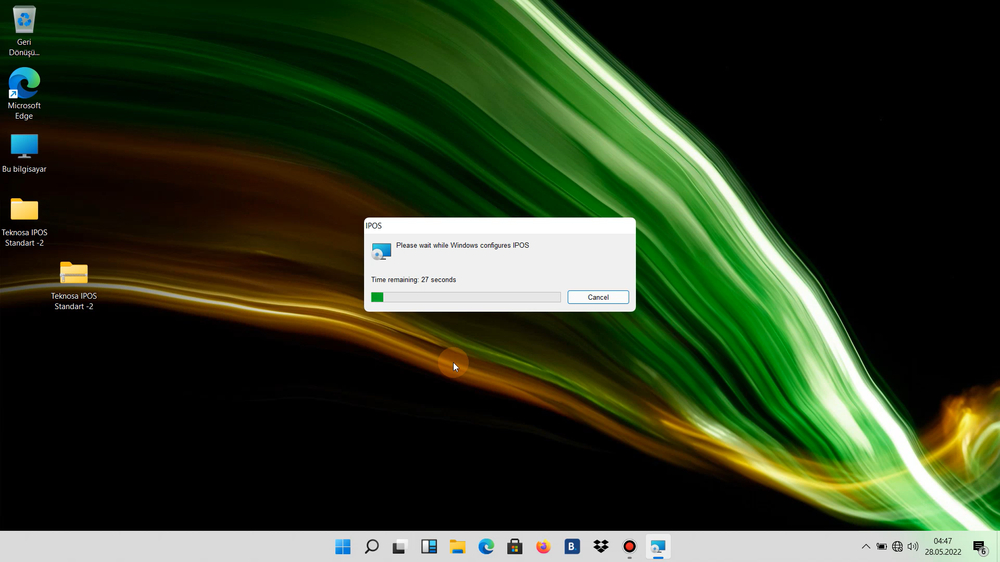 Geri
Dönüşü...
Microsoft
Edge
Bu bilgisayar
Teknosa IPOS
Standart -2
Teknosa IPOS
Standart -2
IPOS
Please wait while Windows configures IPOS
Time remaining: 27 seconds
Cancel
B.
04:47
28.05.2022
6